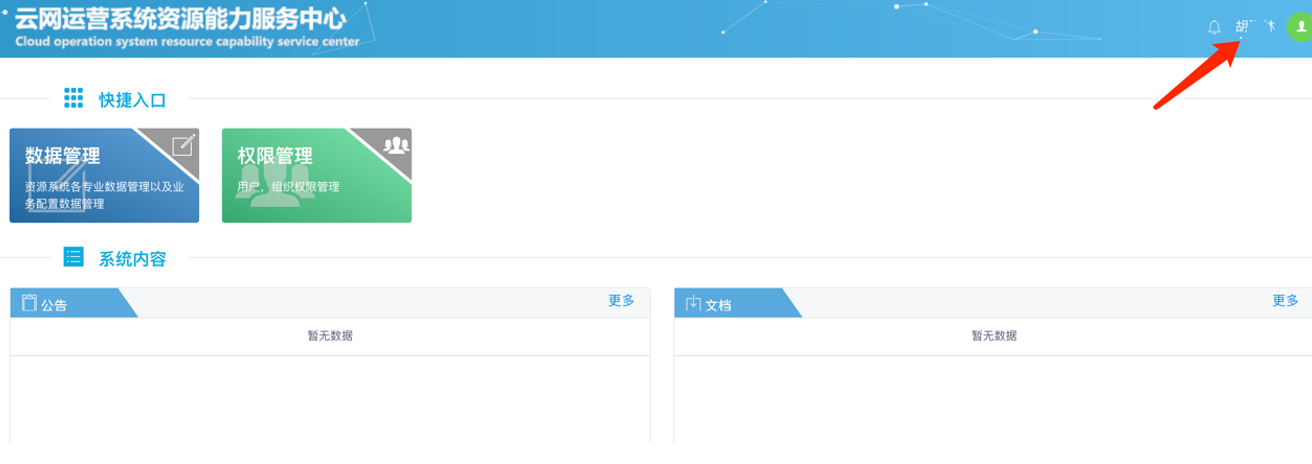 云网运营系统资源能力服务中心
Cloud operation system resource capability service center
胡
快捷入口
数据管理
资源系统各专业数据管理以及业
务配置数据管理
权限管理
用户，组织权限管理
系统内容
公告
更多
暂无数据
文档
更多
暂无数据